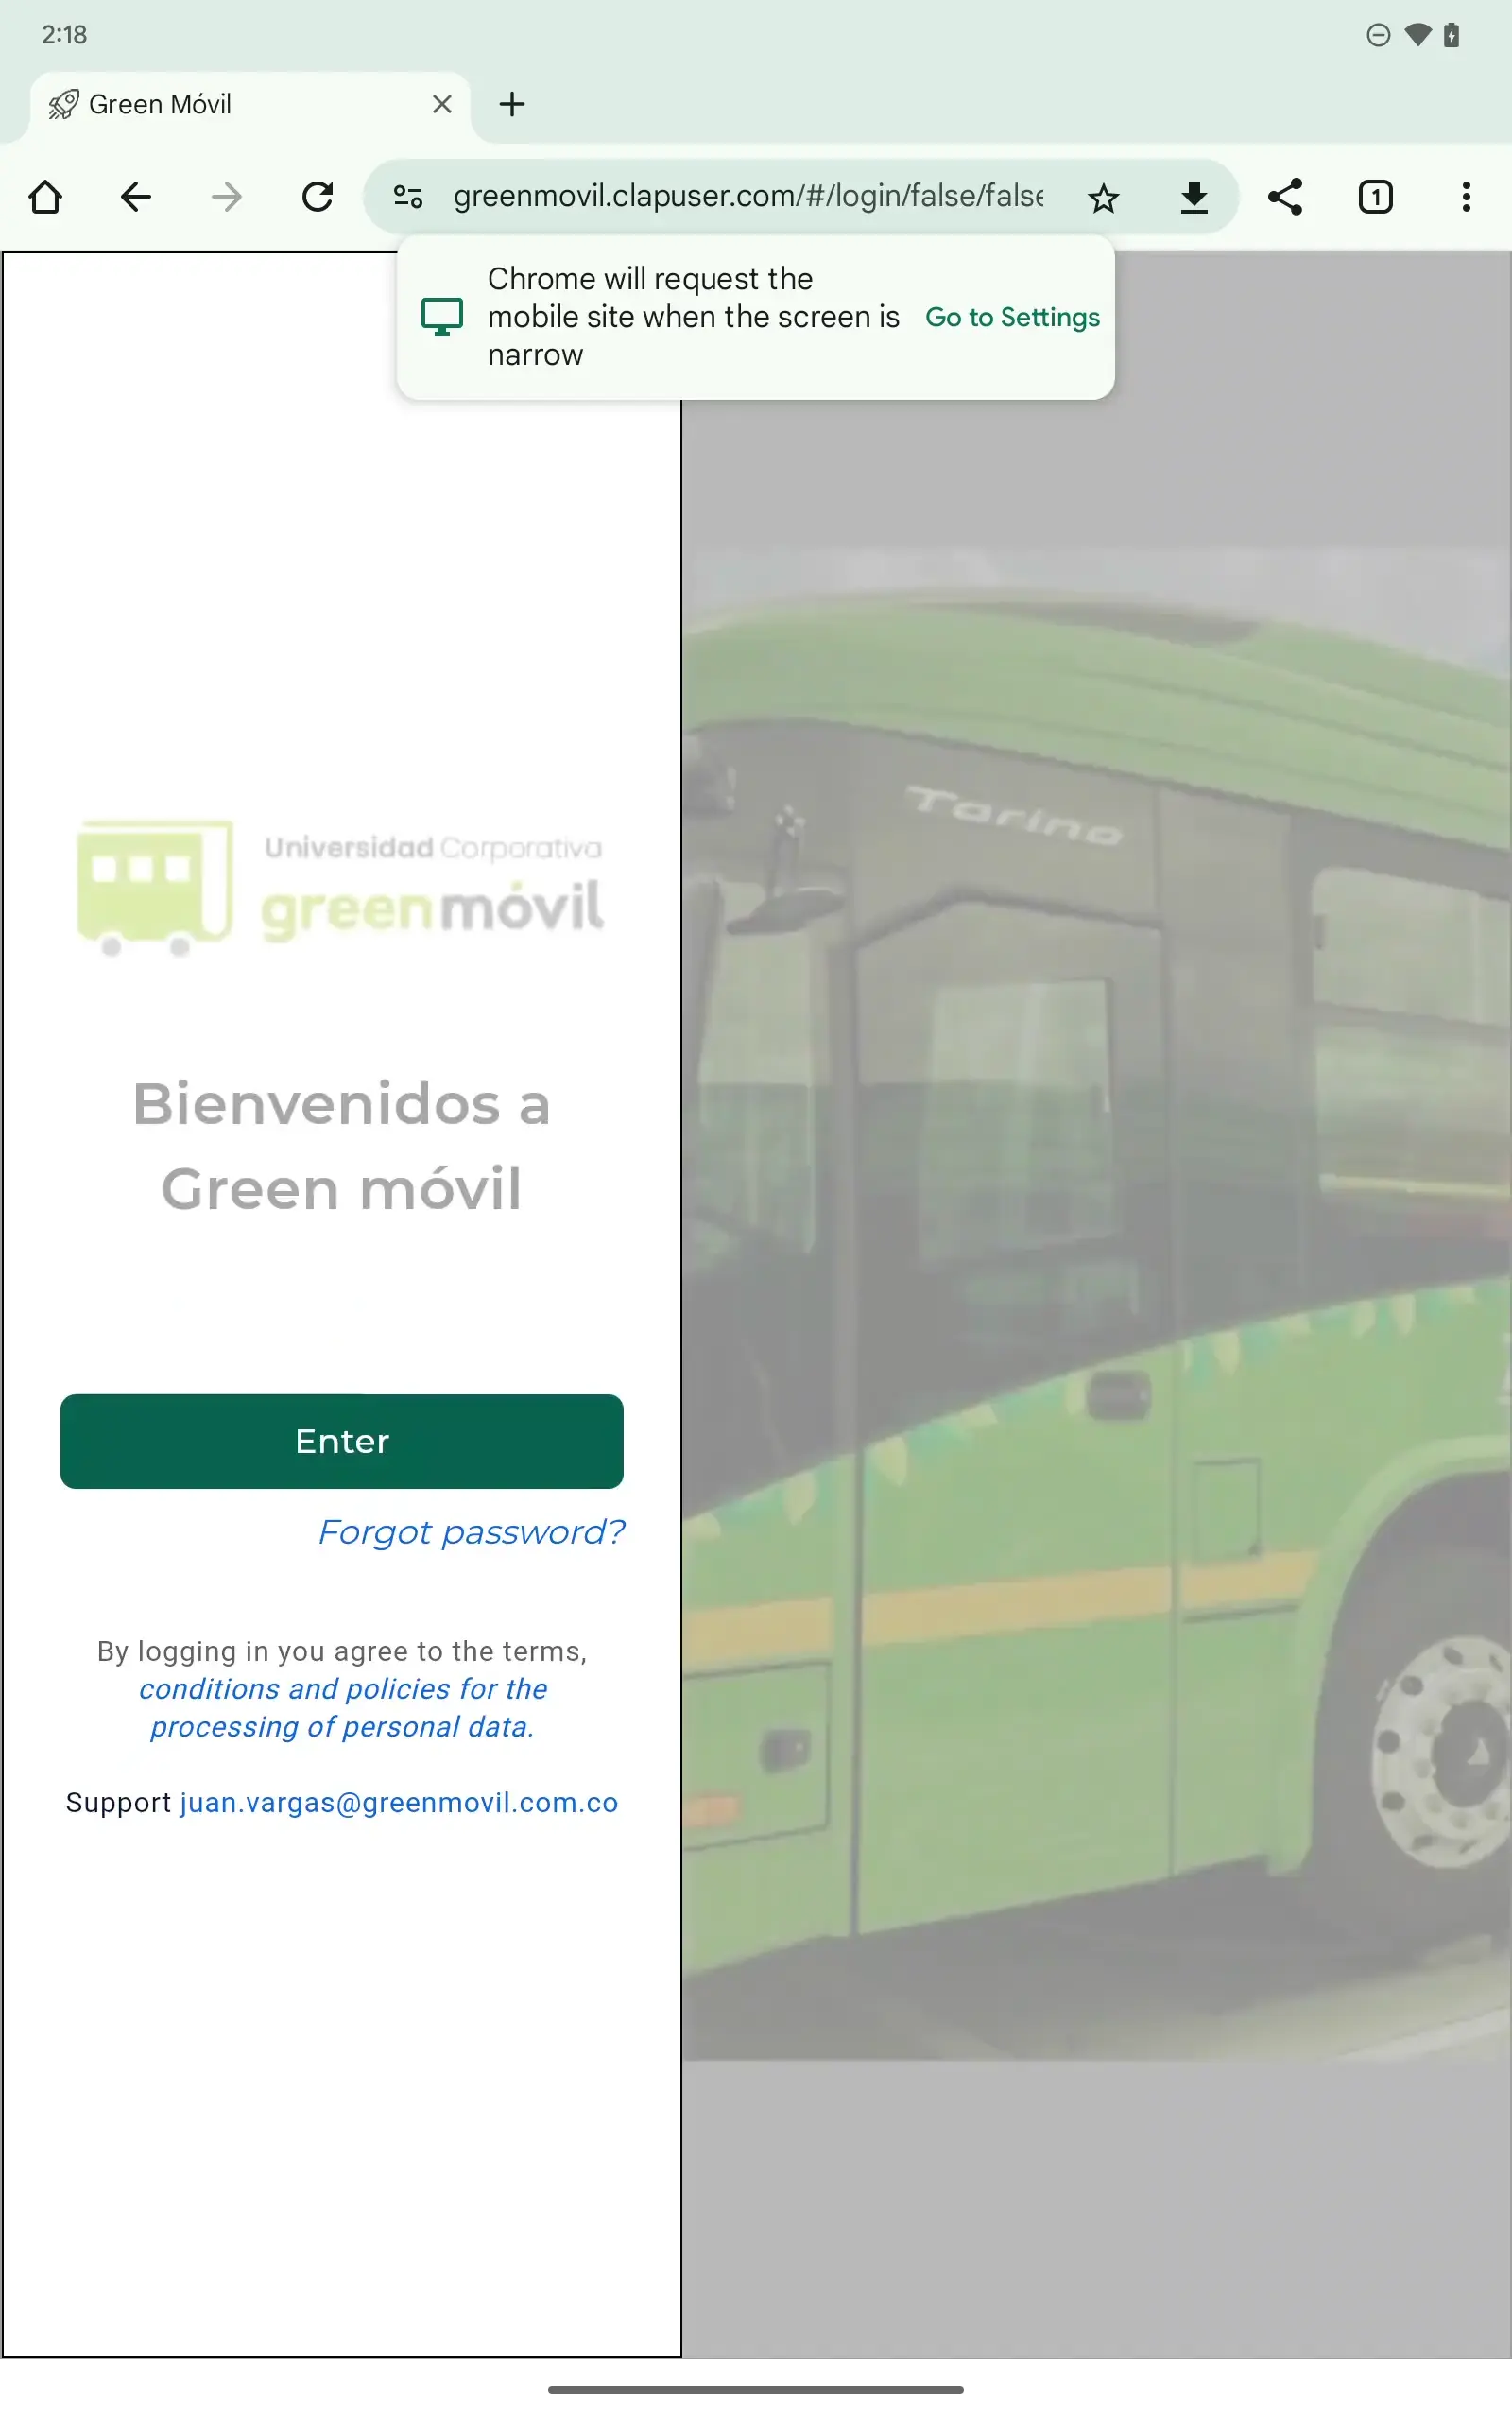 2:18
Green Móvil
greenmovil.clapuser.com/#/login/false/false
1
Chrome will request the
mobile site when the screen is
narrow
Go to Settings
Universidad Corporativa
greenmóvil
Tarino
Bienvenidos a
Green móvil
Enter
Forgot password?
By logging in you agree to the terms,
conditions and policies for the
processing of personal data.
Support juan.vargas@greenmovil.com.co